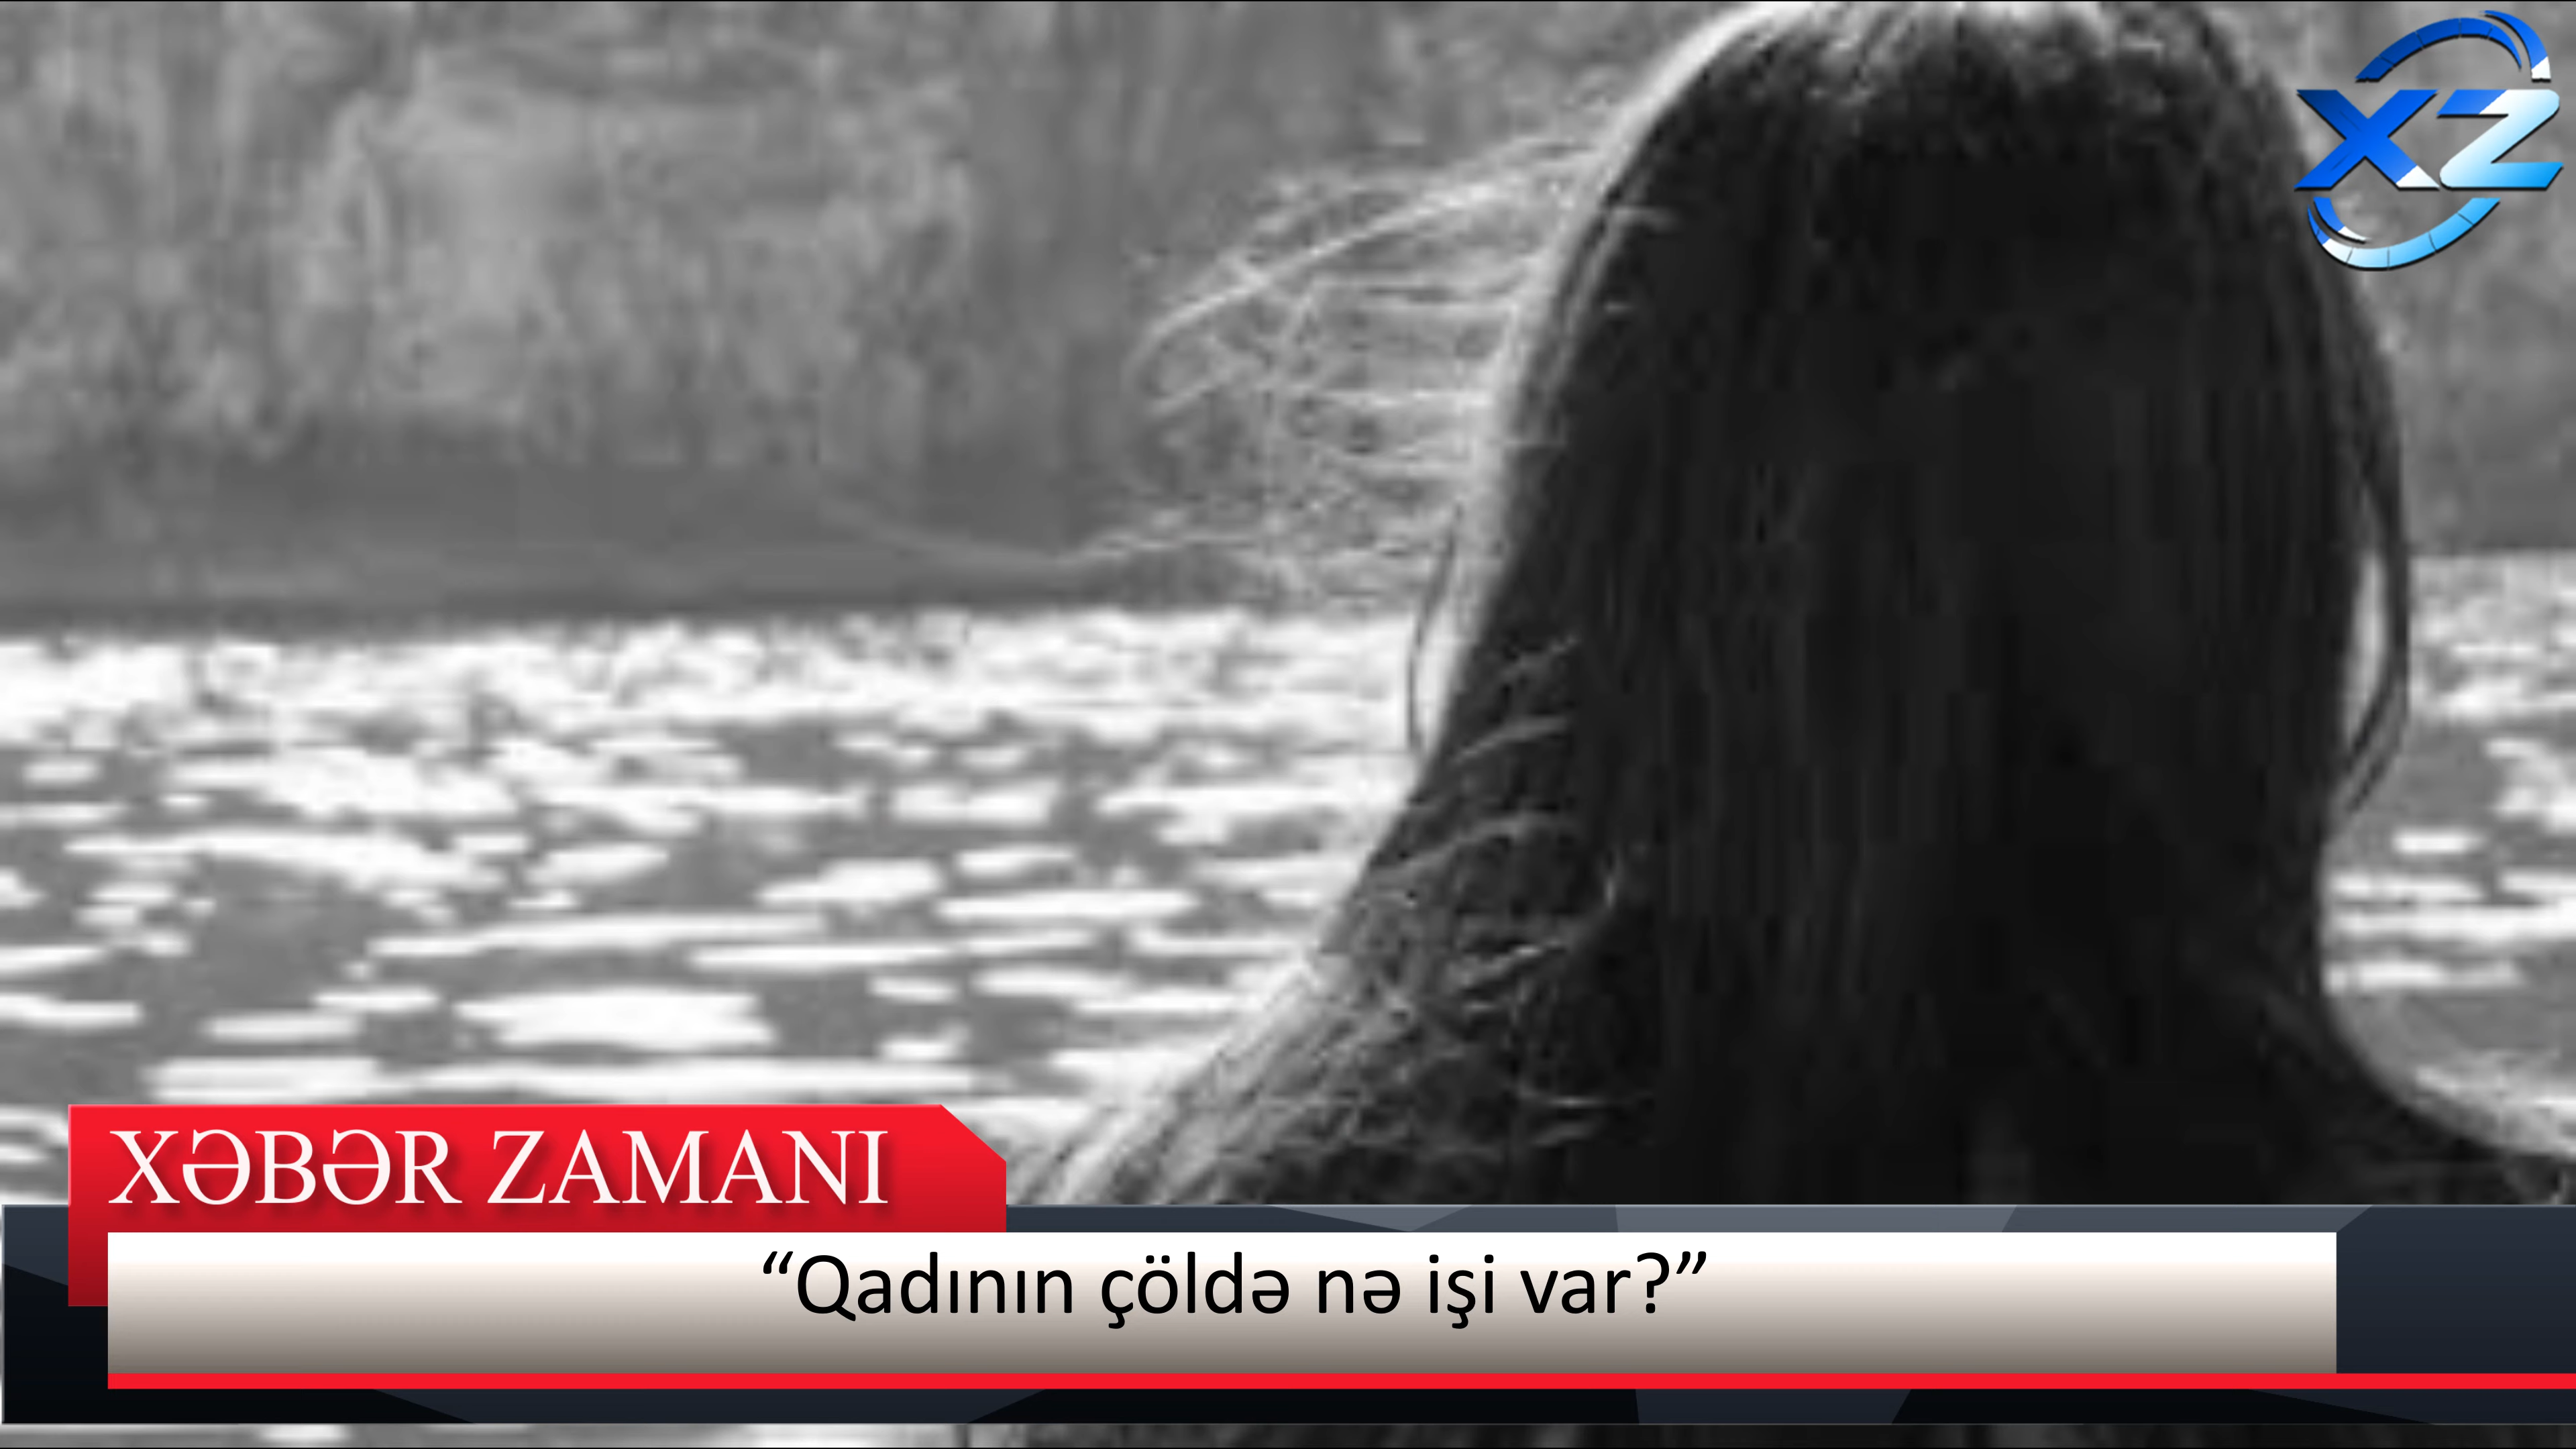 XZ
XƏBƏR ZAMANI
“Qadının çöldə nə işi var?”